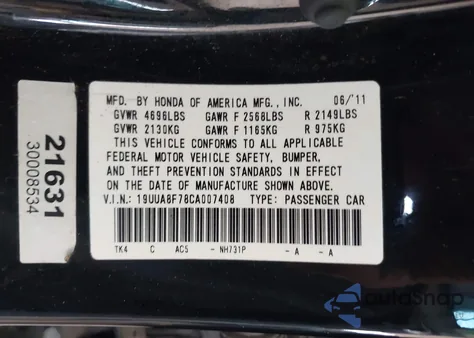 MFD. BY HONDA OF AMERICA MFG., INC. 06/'11
GVWR 4696LBS GAWR F 2568LBS R 2149LBS
GVWR 2130KG GAWR F 1165KG R 975KG
THIS VEHICLE CONFORMS TO ALL APPLICABLE
FEDERAL MOTOR VEHICLE SAFETY, BUMPER,
AND THEFT PREVENTION STANDARDS IN EFFECT
ON THE DATE OF MANUFACTURE SHOWN ABOVE.
V.I.N.: 19UUA8F78CA007408 TYPE: PASSENGER CAR
TK4 C AC5 - NH731P - A - A
21631
30008534
AutoSnap